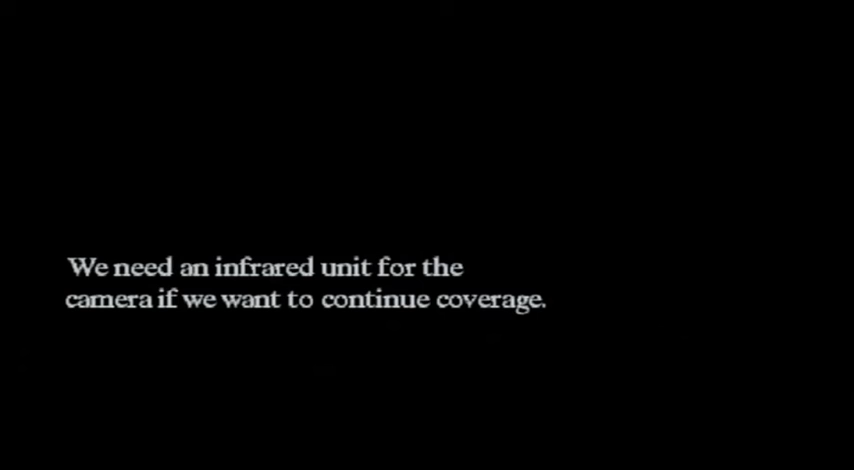 We need an infrared unit for the
camera if we want to continue coverage.